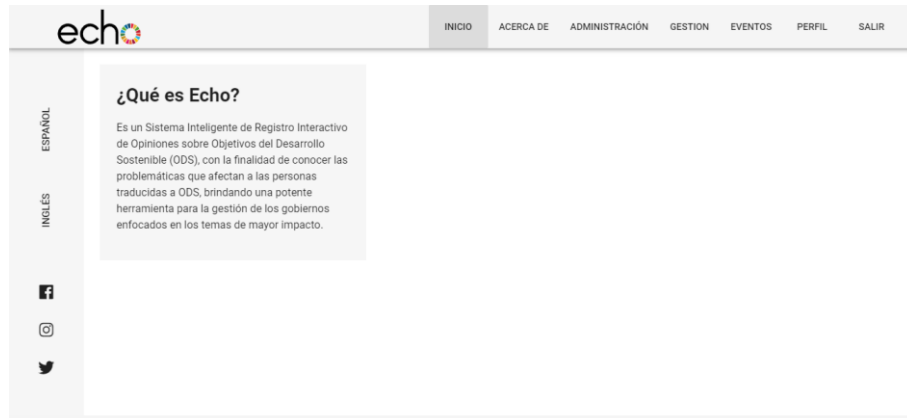 echo
INICIO ACERCA DE ADMINISTRACIÓN GESTION EVENTOS PERFIL SALIR
ESPAÑOL
INGLÉS
¿Qué es Echo?
Es un Sistema Inteligente de Registro Interactivo
de Opiniones sobre Objetivos del Desarrollo
Sostenible (ODS), con la finalidad de conocer las
problemáticas que afectan a las personas
traducidas a ODS, brindando una potente
herramienta para la gestión de los gobiernos
enfocados en los temas de mayor impacto.